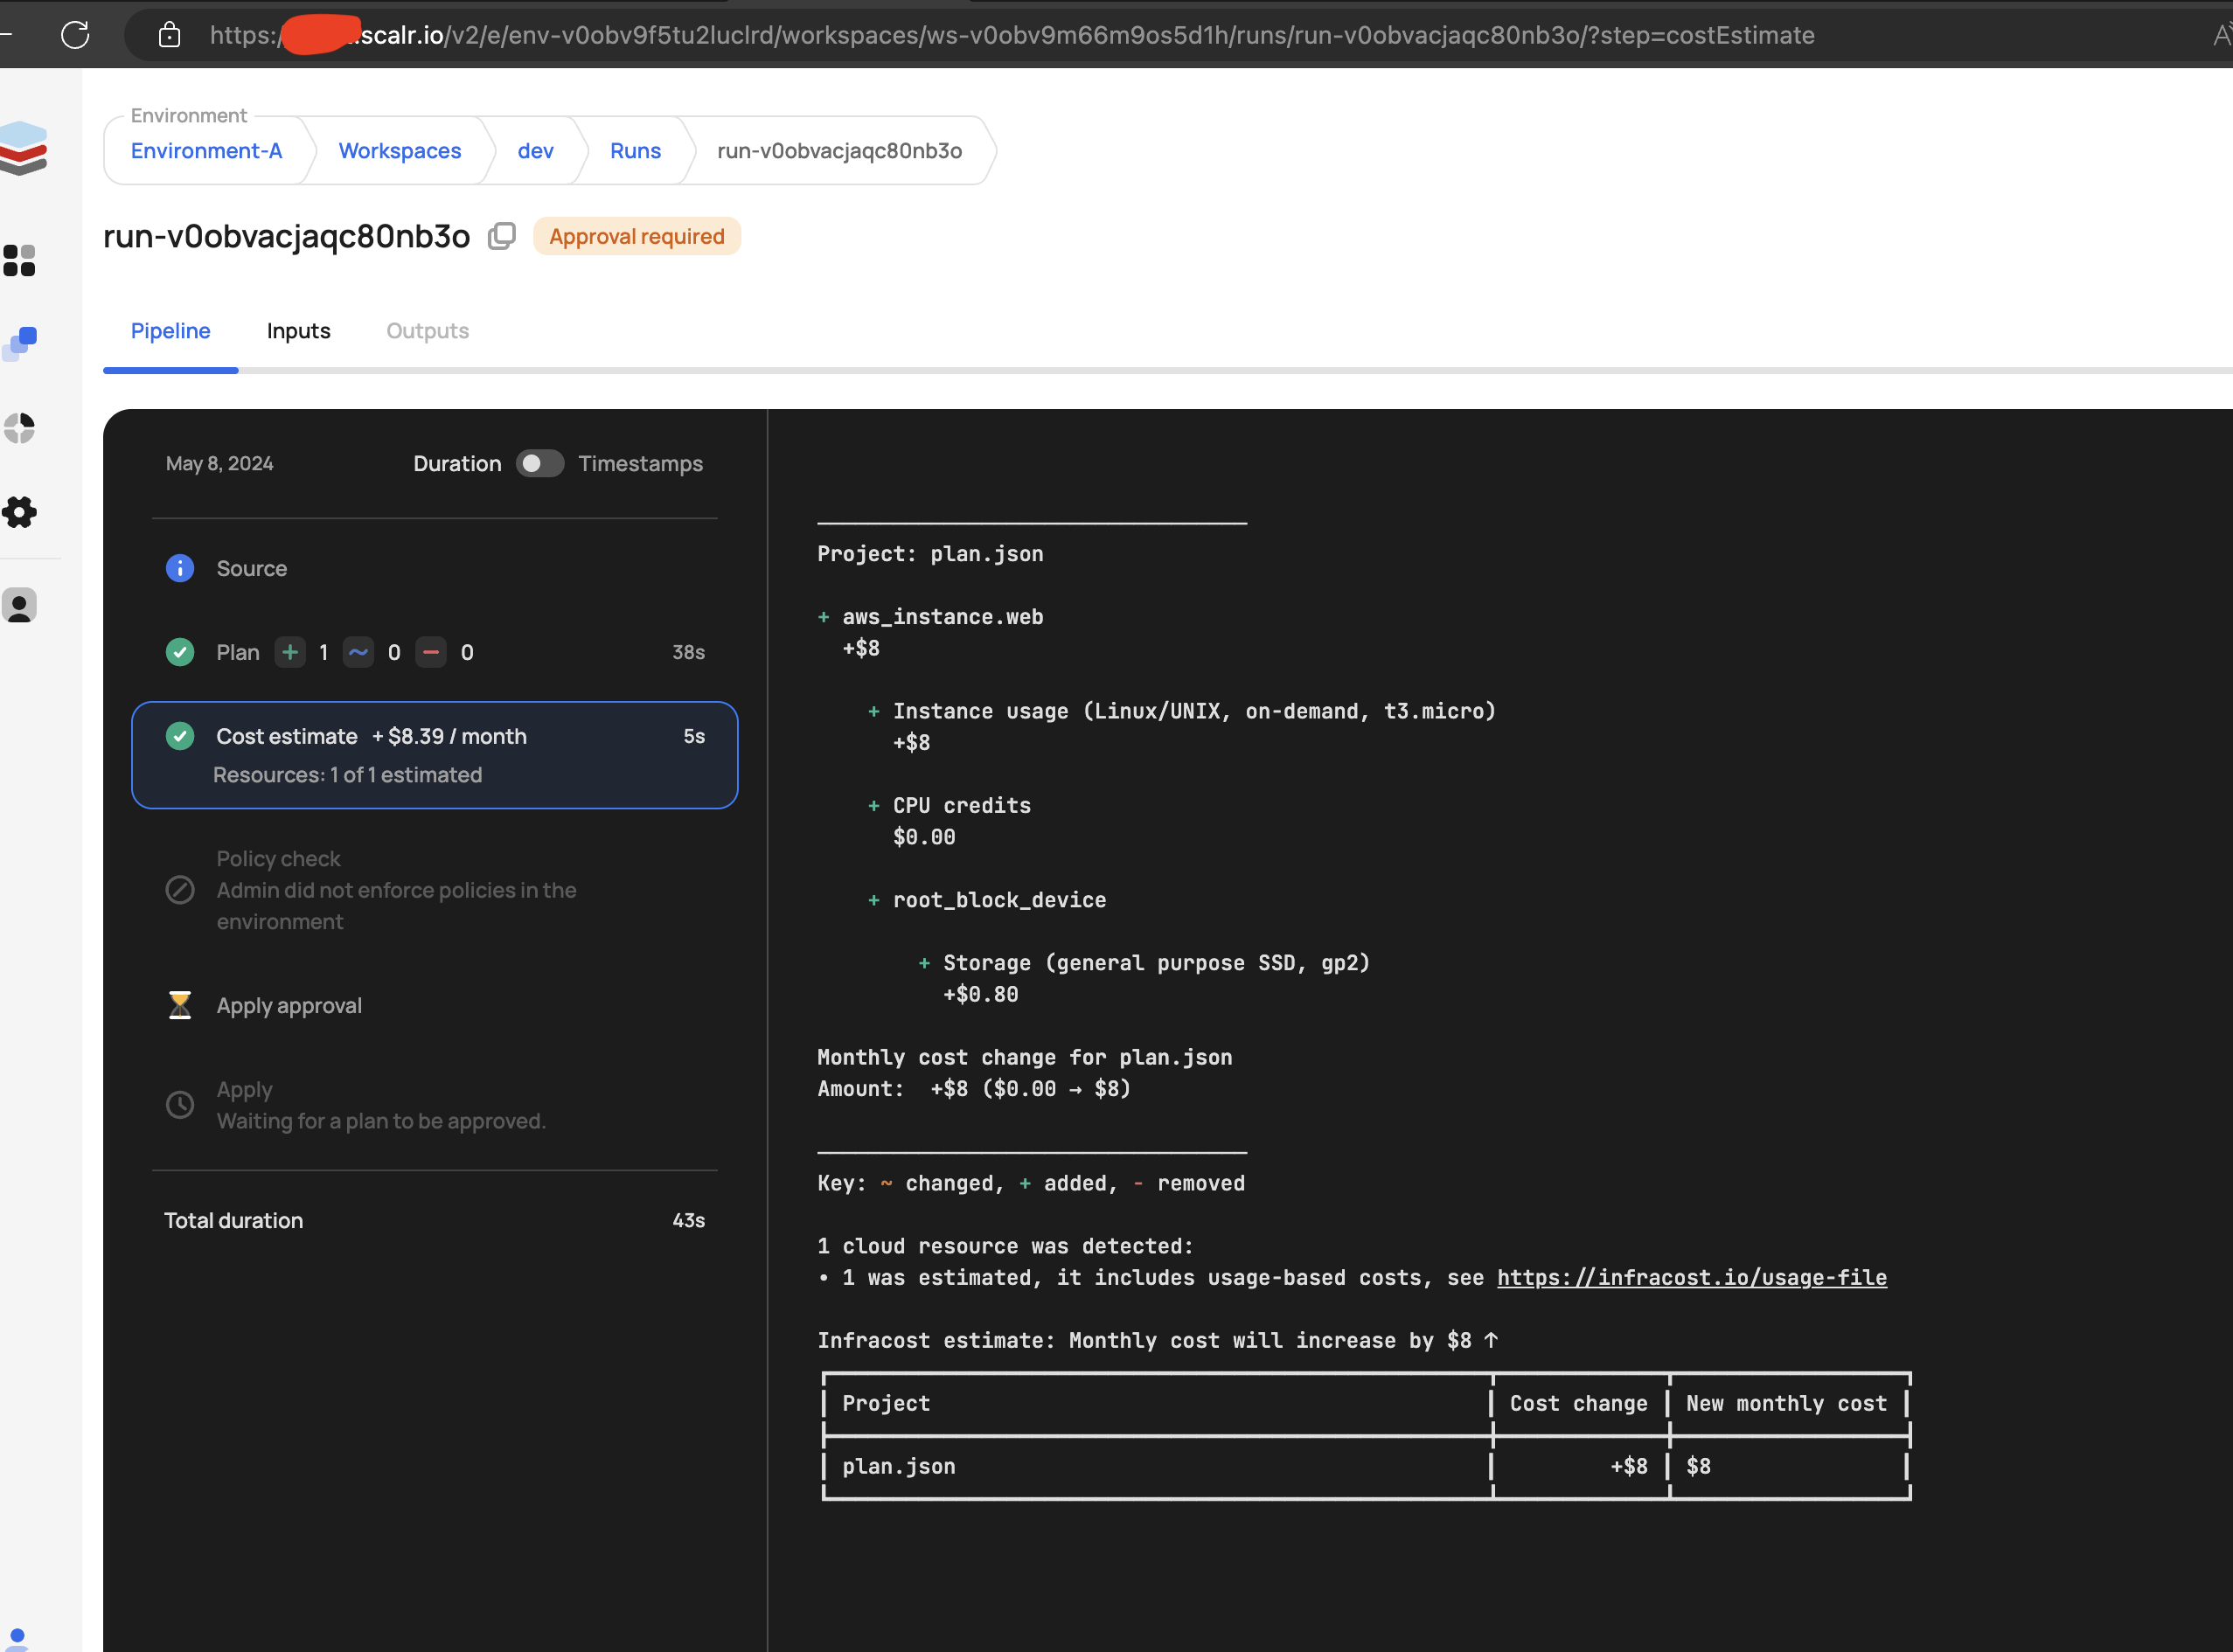 https:/.scalr.io/v2/e/env-v0obv9f5tu2luclrd/workspaces/ws-v0obv9m66m9os5d1h/runs/run-v0obvacjaqc80nb3o/?step=costEstimate
Environment
Environment-A Workspaces dev Runs run-v0obvacjaqc80nb3o
run-v0obvacjaqc80nb3o Approval required
Pipeline Inputs Outputs
May 8, 2024 Duration Timestamps
Source
Plan + 1 ~ 0 − 0 38s
Cost estimate + $8.39 / month 5s
Resources: 1 of 1 estimated
Policy check
Admin did not enforce policies in the
environment
Apply approval
Apply
Waiting for a plan to be approved.
Total duration 43s
Project: plan.json
+ aws_instance.web
+$8
+ Instance usage (Linux/UNIX, on-demand, t3.micro)
+$8
+ CPU credits
$0.00
+ root_block_device
+ Storage (general purpose SSD, gp2)
+$0.80
Monthly cost change for plan.json
Amount: +$8 ($0.00 → $8)
Key: ~ changed, + added, - removed
1 cloud resource was detected:
• 1 was estimated, it includes usage-based costs, see https://infracost.io/usage-file
Infracost estimate: Monthly cost will increase by $8 ↑
Project Cost change New monthly cost
plan.json +$8 $8